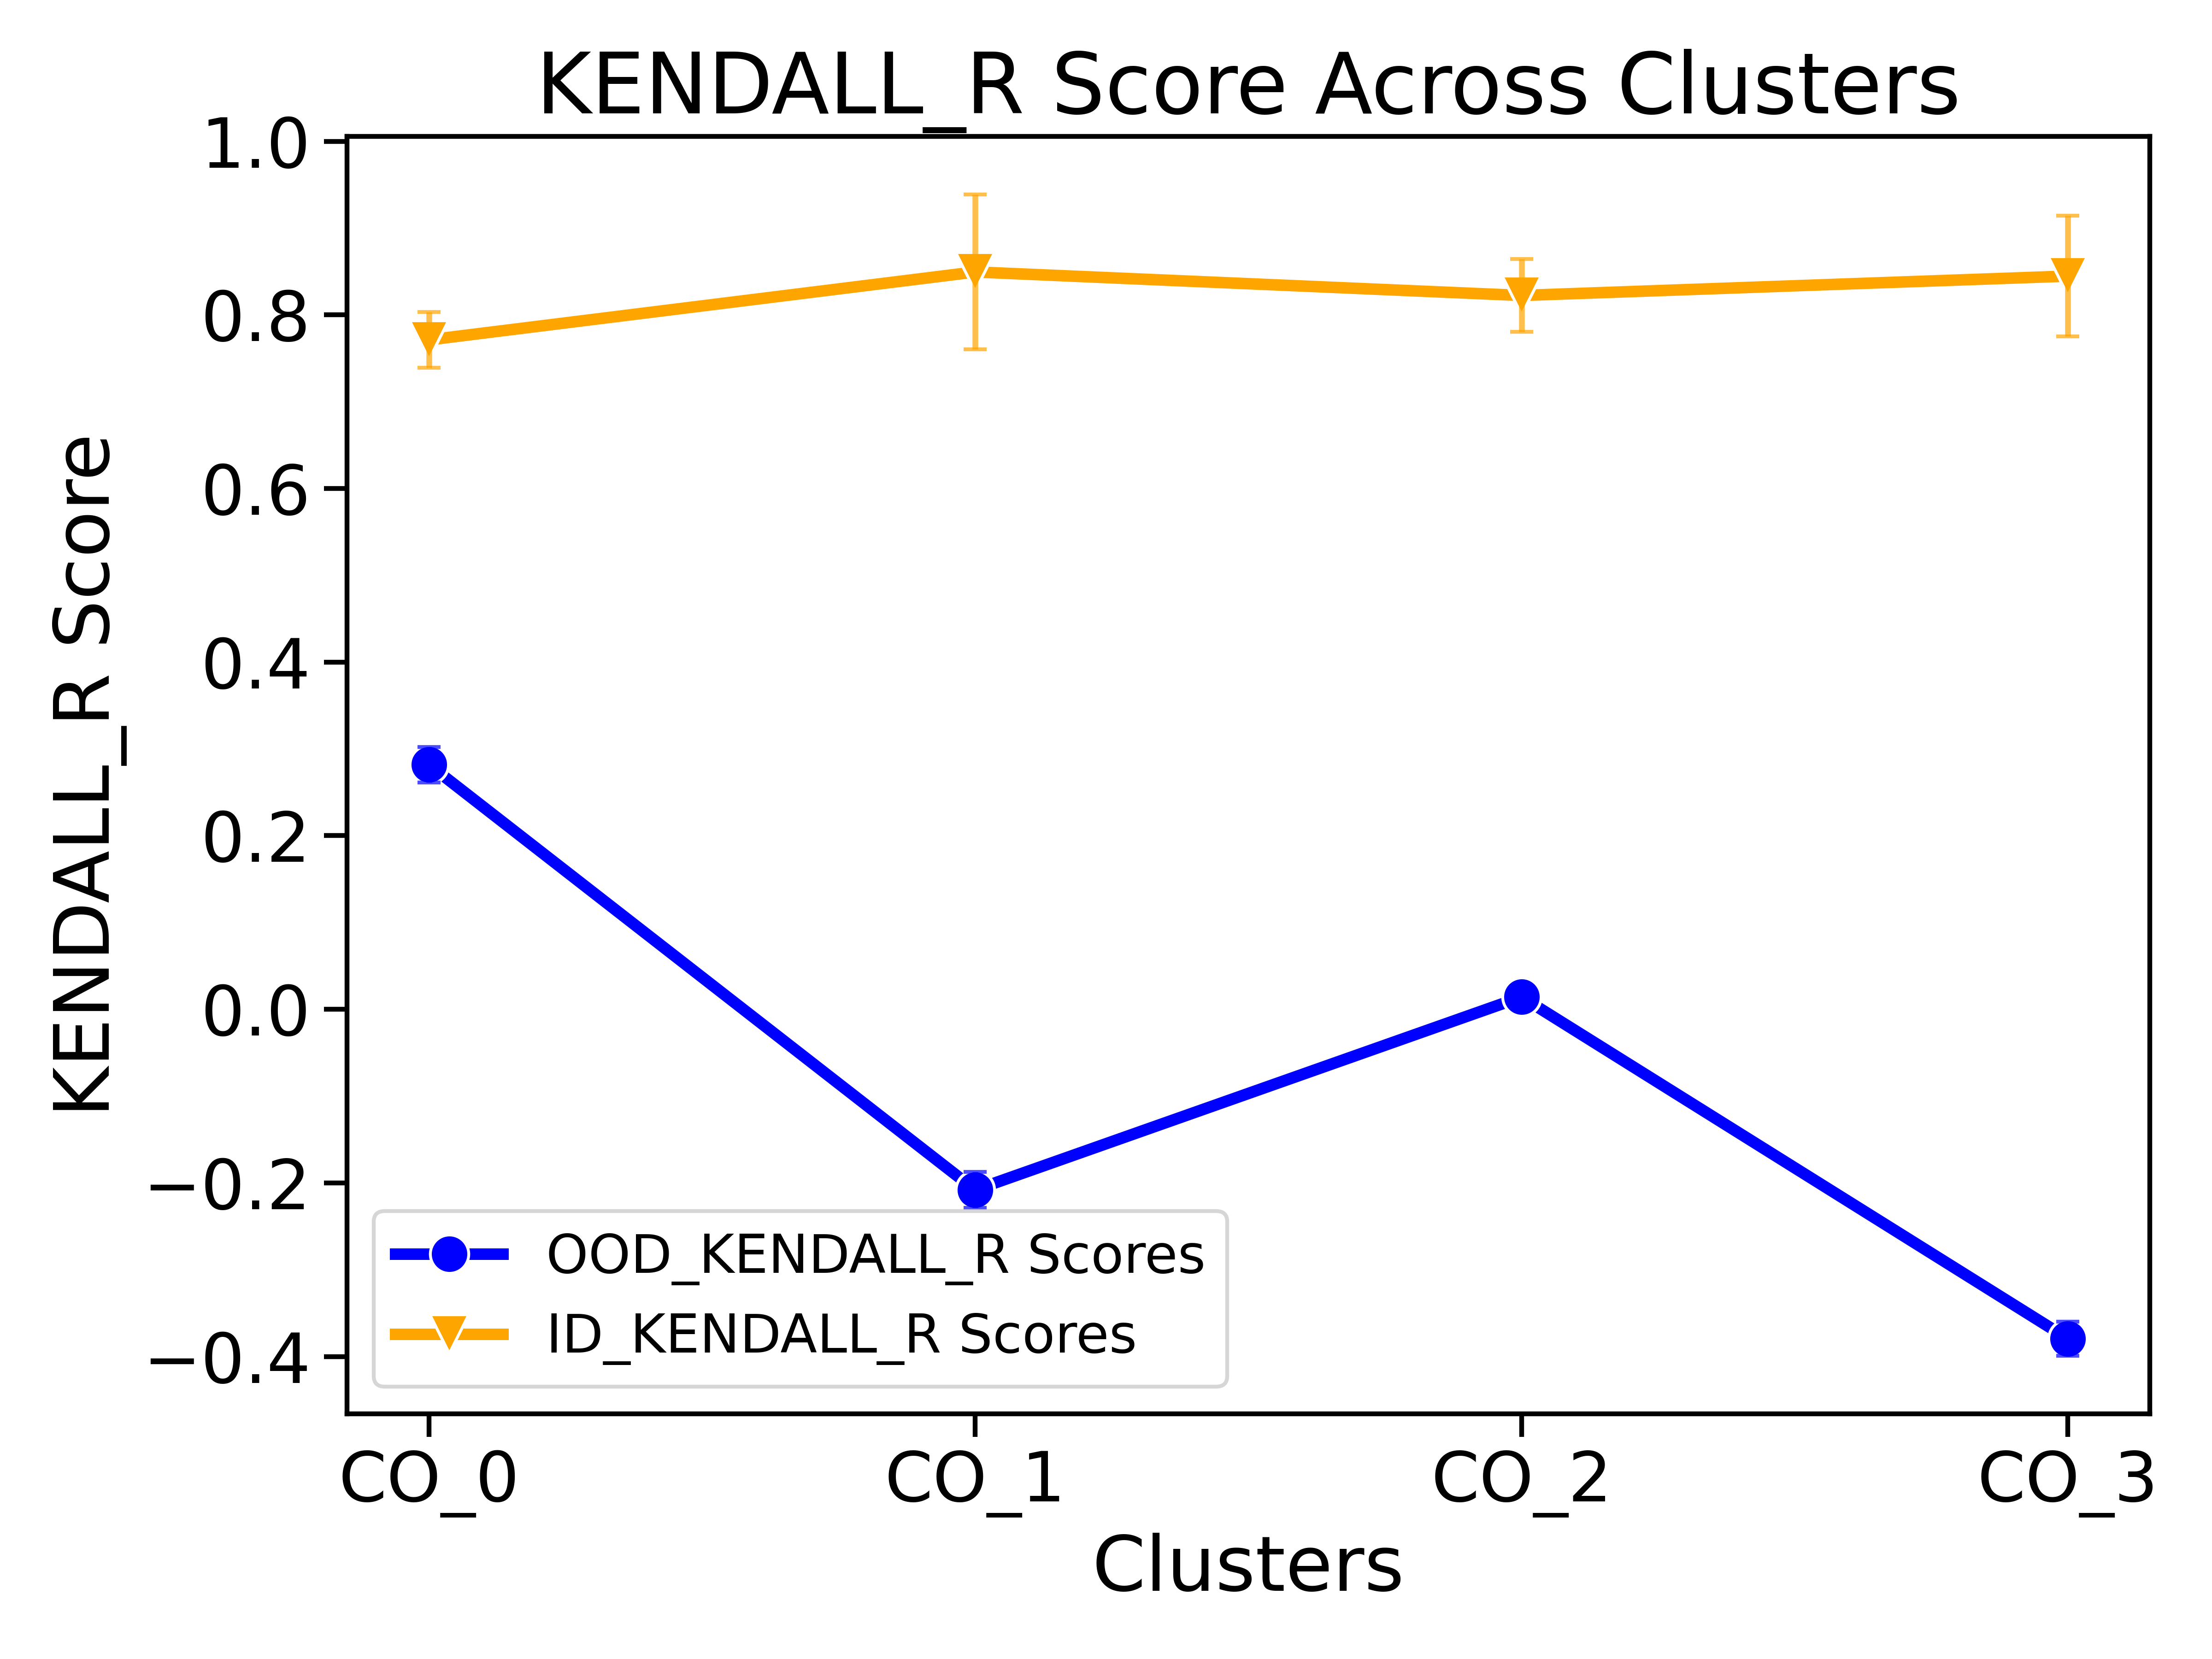 KENDALL_R Score Across Clusters
KENDALL_R Score
1.0
0.8
0.6
0.4
0.2
0.0
−0.2
−0.4
OOD_KENDALL_R Scores
ID_KENDALL_R Scores
CO_0 CO_1 CO_2 CO_3
Clusters